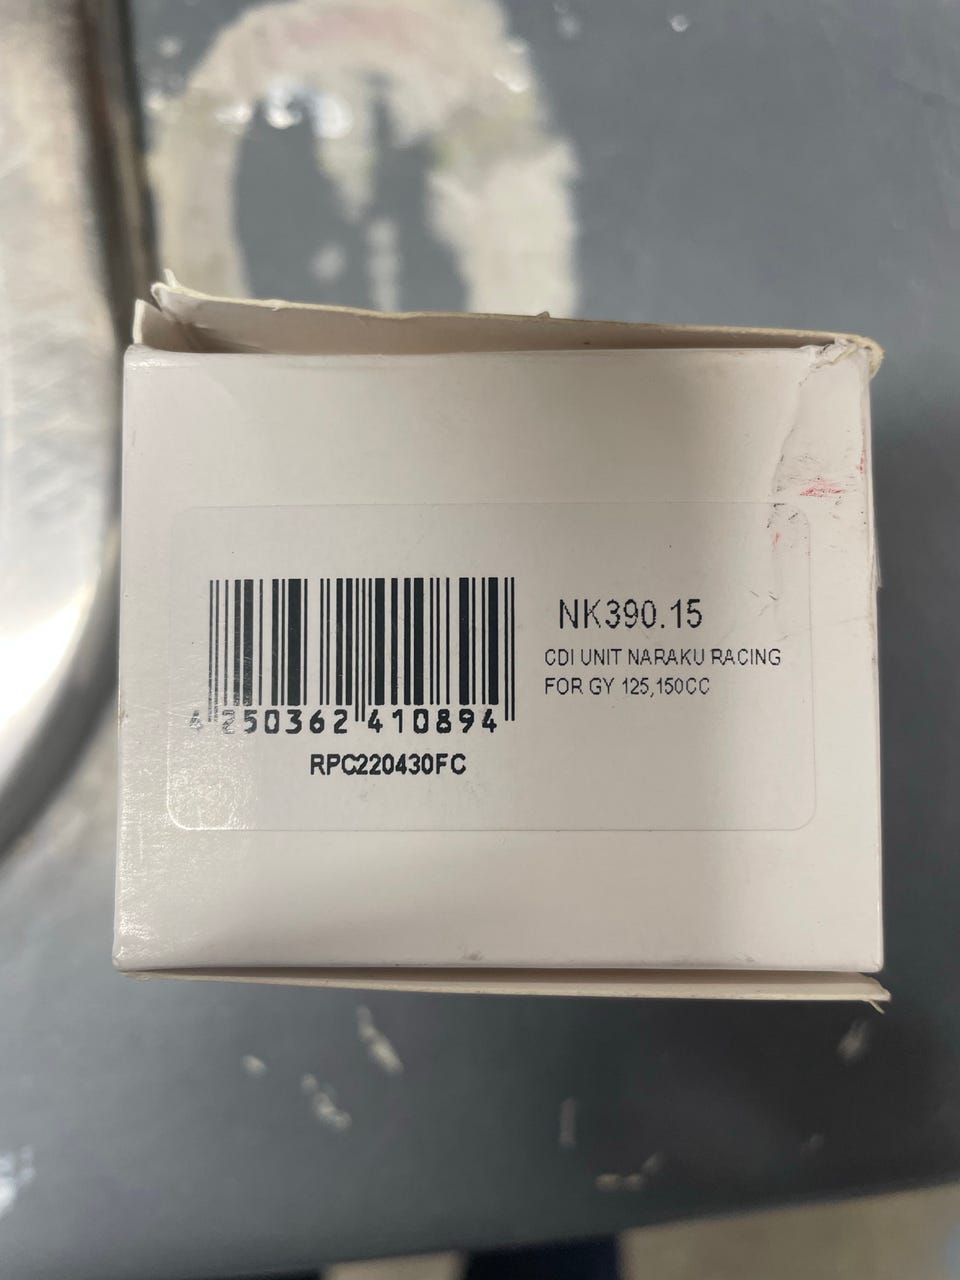 NK390.15
CDI UNIT NARAKU RACING
FOR GY 125,150CC
4 250362 410894
RPC220430FC